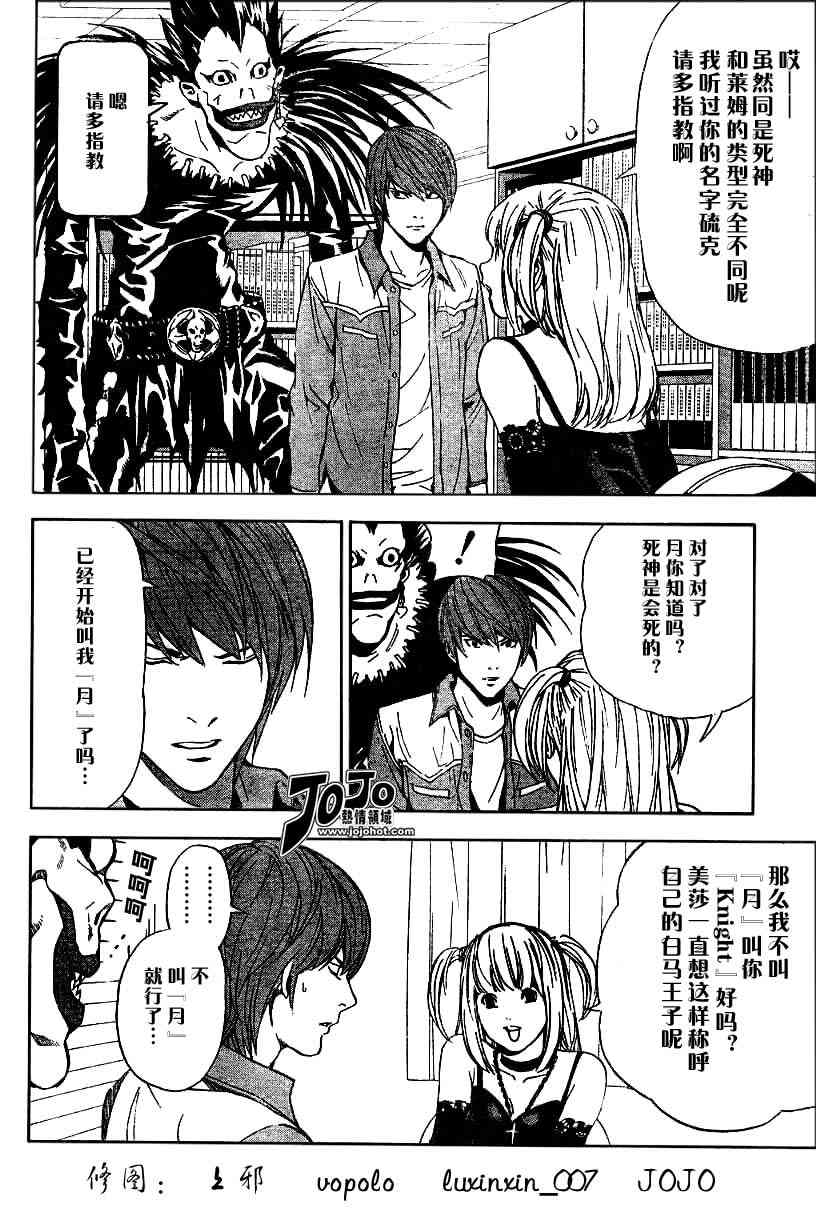 哎——
虽然同是死神
和莱姆的类型完全不同呢
我听过你的名字硫克
请多指教啊
嗯
请多指教
对了对了
月你知道吗？
死神是会死的？
！
已经开始叫我『月』了吗…
JOJO
熱情領域
www.jojohot.com
那么我不叫
『月』叫你
『Knight』好吗？
美莎一直想这样称呼
自己的白马王子呢
………
不
叫『月』
就行了…
呵呵呵
修图： 上邪 vopolo luxinxin_007 JOJO